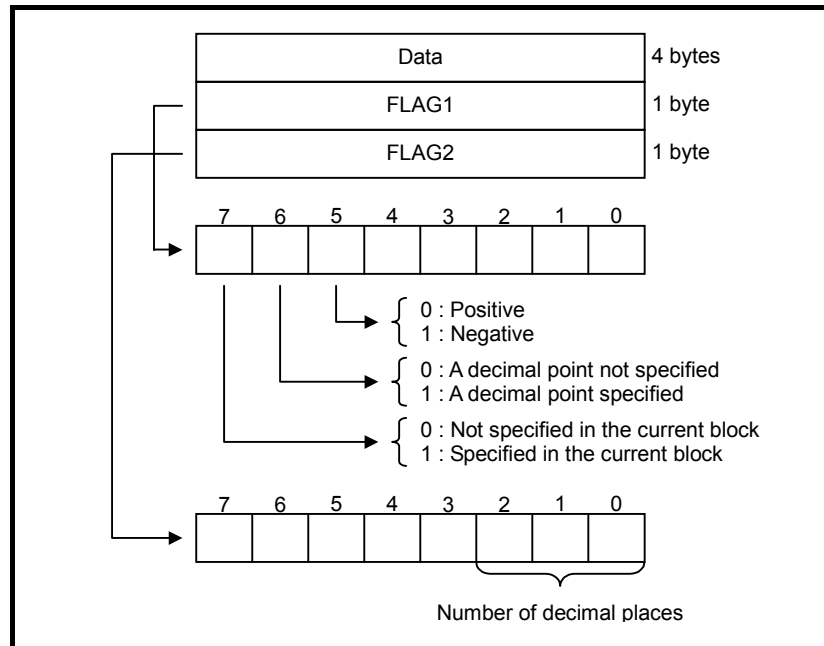 Data 4 bytes
FLAG1 1 byte
FLAG2 1 byte
7 6 5 4 3 2 1 0
0 : Positive
1 : Negative
0 : A decimal point not specified
1 : A decimal point specified
0 : Not specified in the current block
1 : Specified in the current block
7 6 5 4 3 2 1 0
Number of decimal places